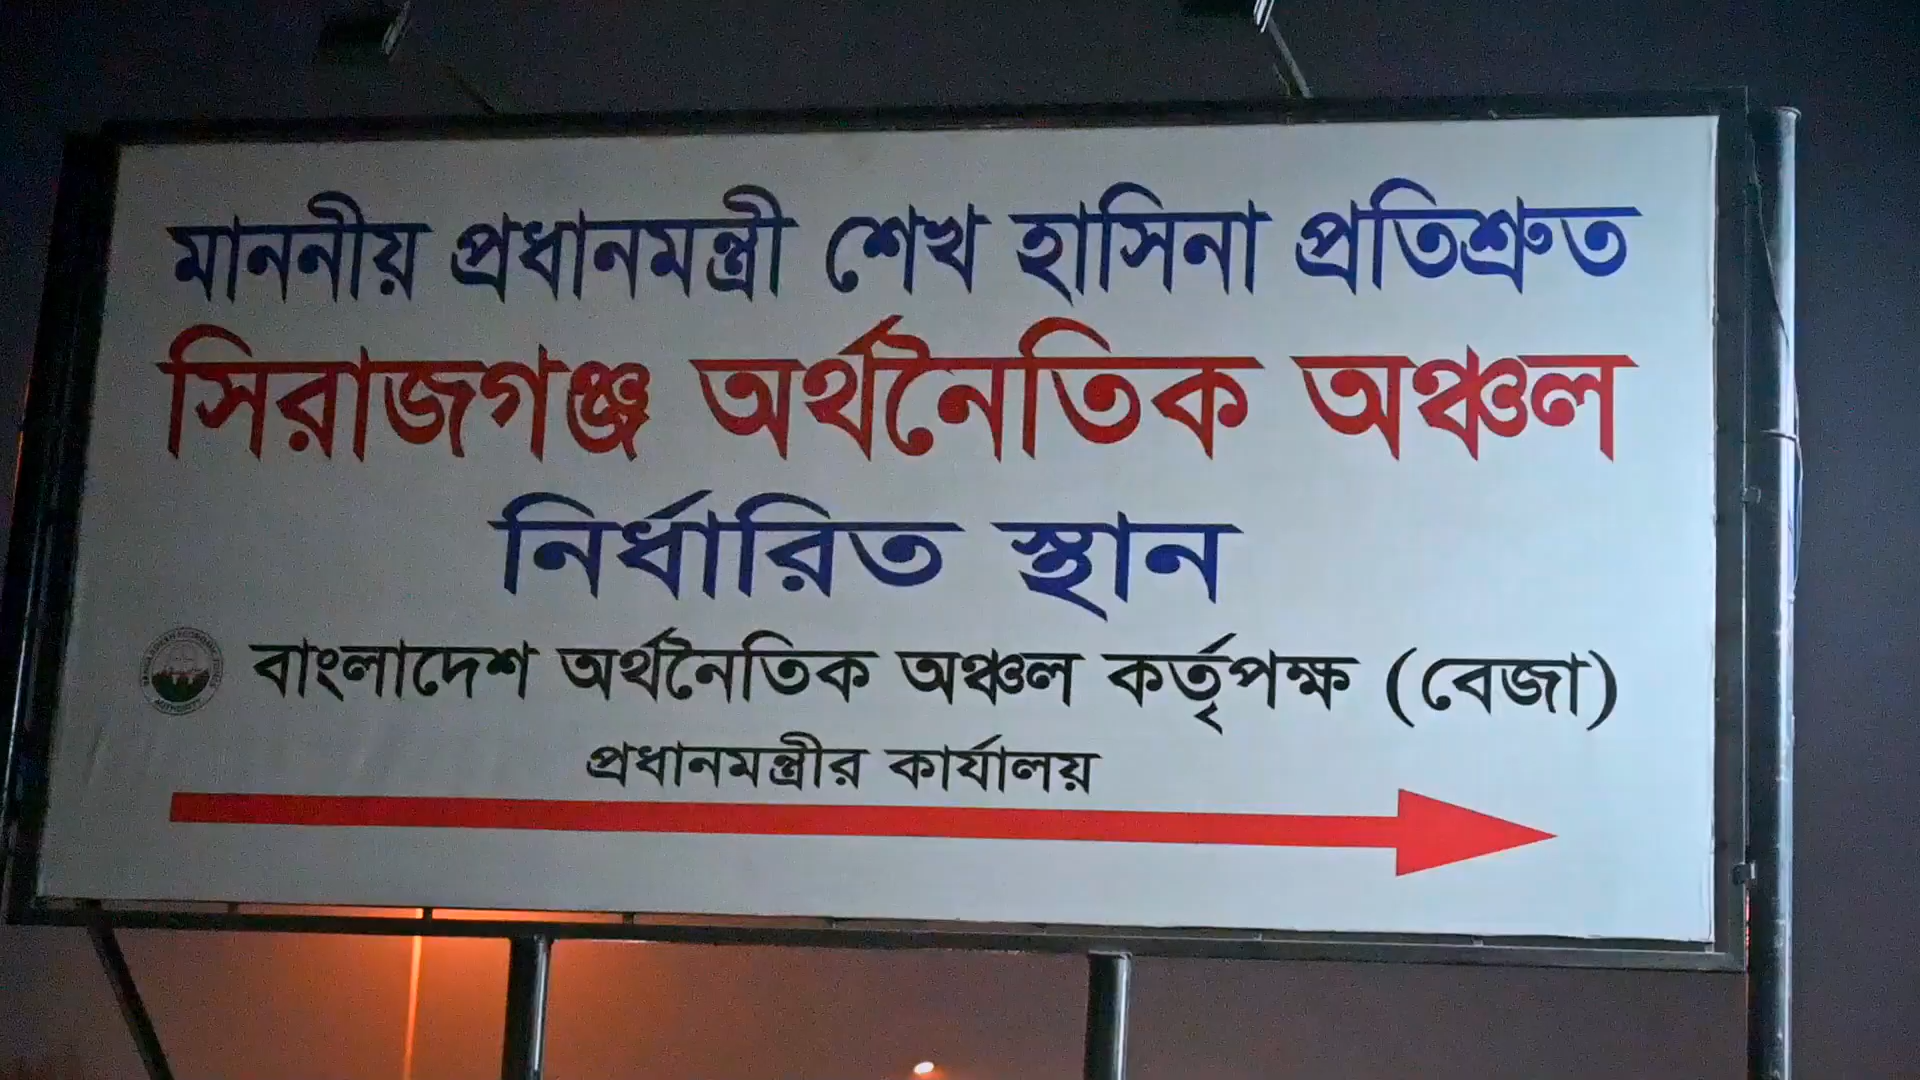 মাননীয় প্রধানমন্ত্রী শেখ হাসিনা প্রতিশ্রুত
সিরাজগঞ্জ অর্থনৈতিক অঞ্চল
নির্ধারিত স্থান
বাংলাদেশ অর্থনৈতিক অঞ্চল কর্তৃপক্ষ (বেজা)
প্রধানমন্ত্রীর কার্যালয়